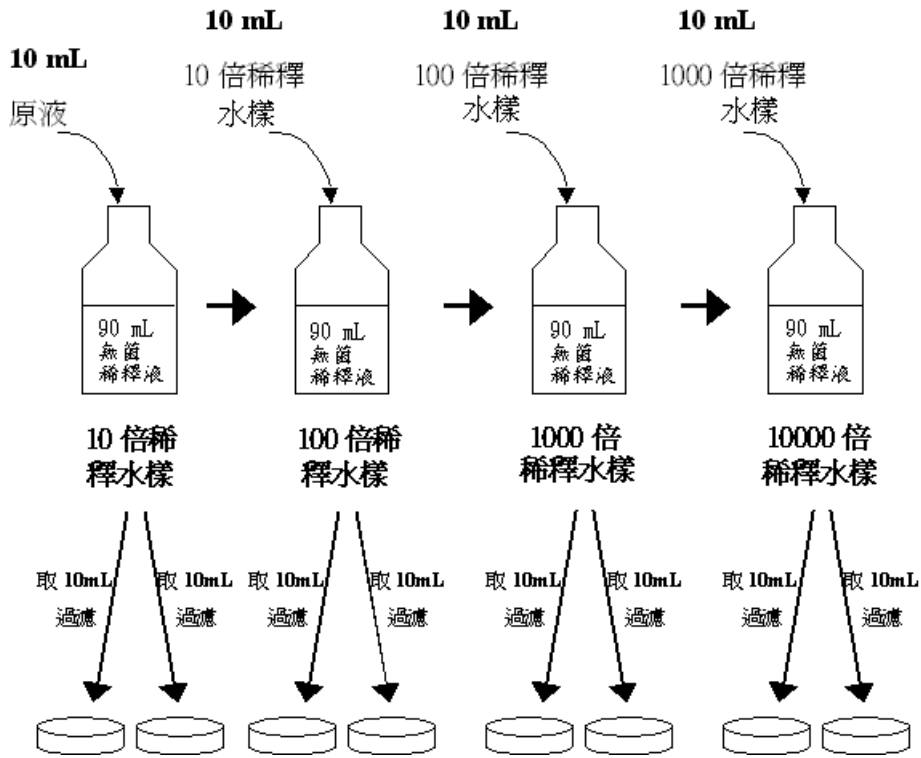 10 mL
原液
10 mL
10 倍稀釋
水樣
10 mL
100 倍稀釋
水樣
10 mL
1000 倍稀釋
水樣
90 mL
無菌
稀釋液
90 mL
無菌
稀釋液
90 mL
無菌
稀釋液
90 mL
無菌
稀釋液
10 倍稀
釋水樣
100 倍稀
釋水樣
1000 倍
稀釋水樣
10000 倍
稀釋水樣
取 10mL
過濾
取 10mL
過濾
取 10mL
過濾
取 10mL
過濾
取 10mL
過濾
取 10mL
過濾
取 10mL
過濾
取 10mL
過濾